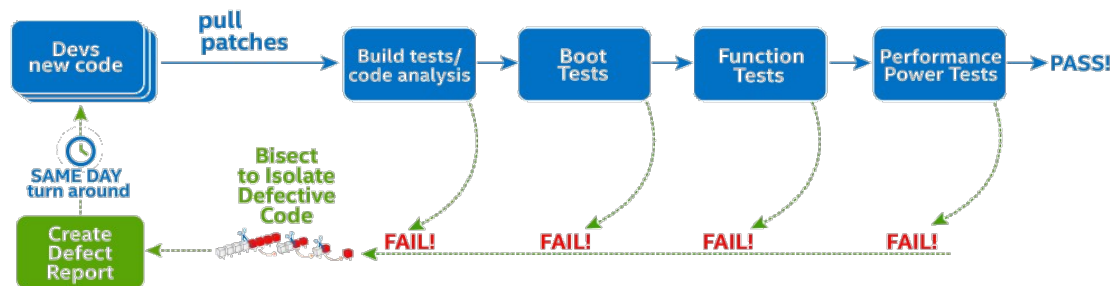 Devs
new code
pull
patches
Build tests/
code analysis
Boot
Tests
Function
Tests
Performance
Power Tests
PASS!
SAME DAY
turn around
Bisect
to Isolate
Defective
Code
Create
Defect
Report
FAIL!
FAIL!
FAIL!
FAIL!